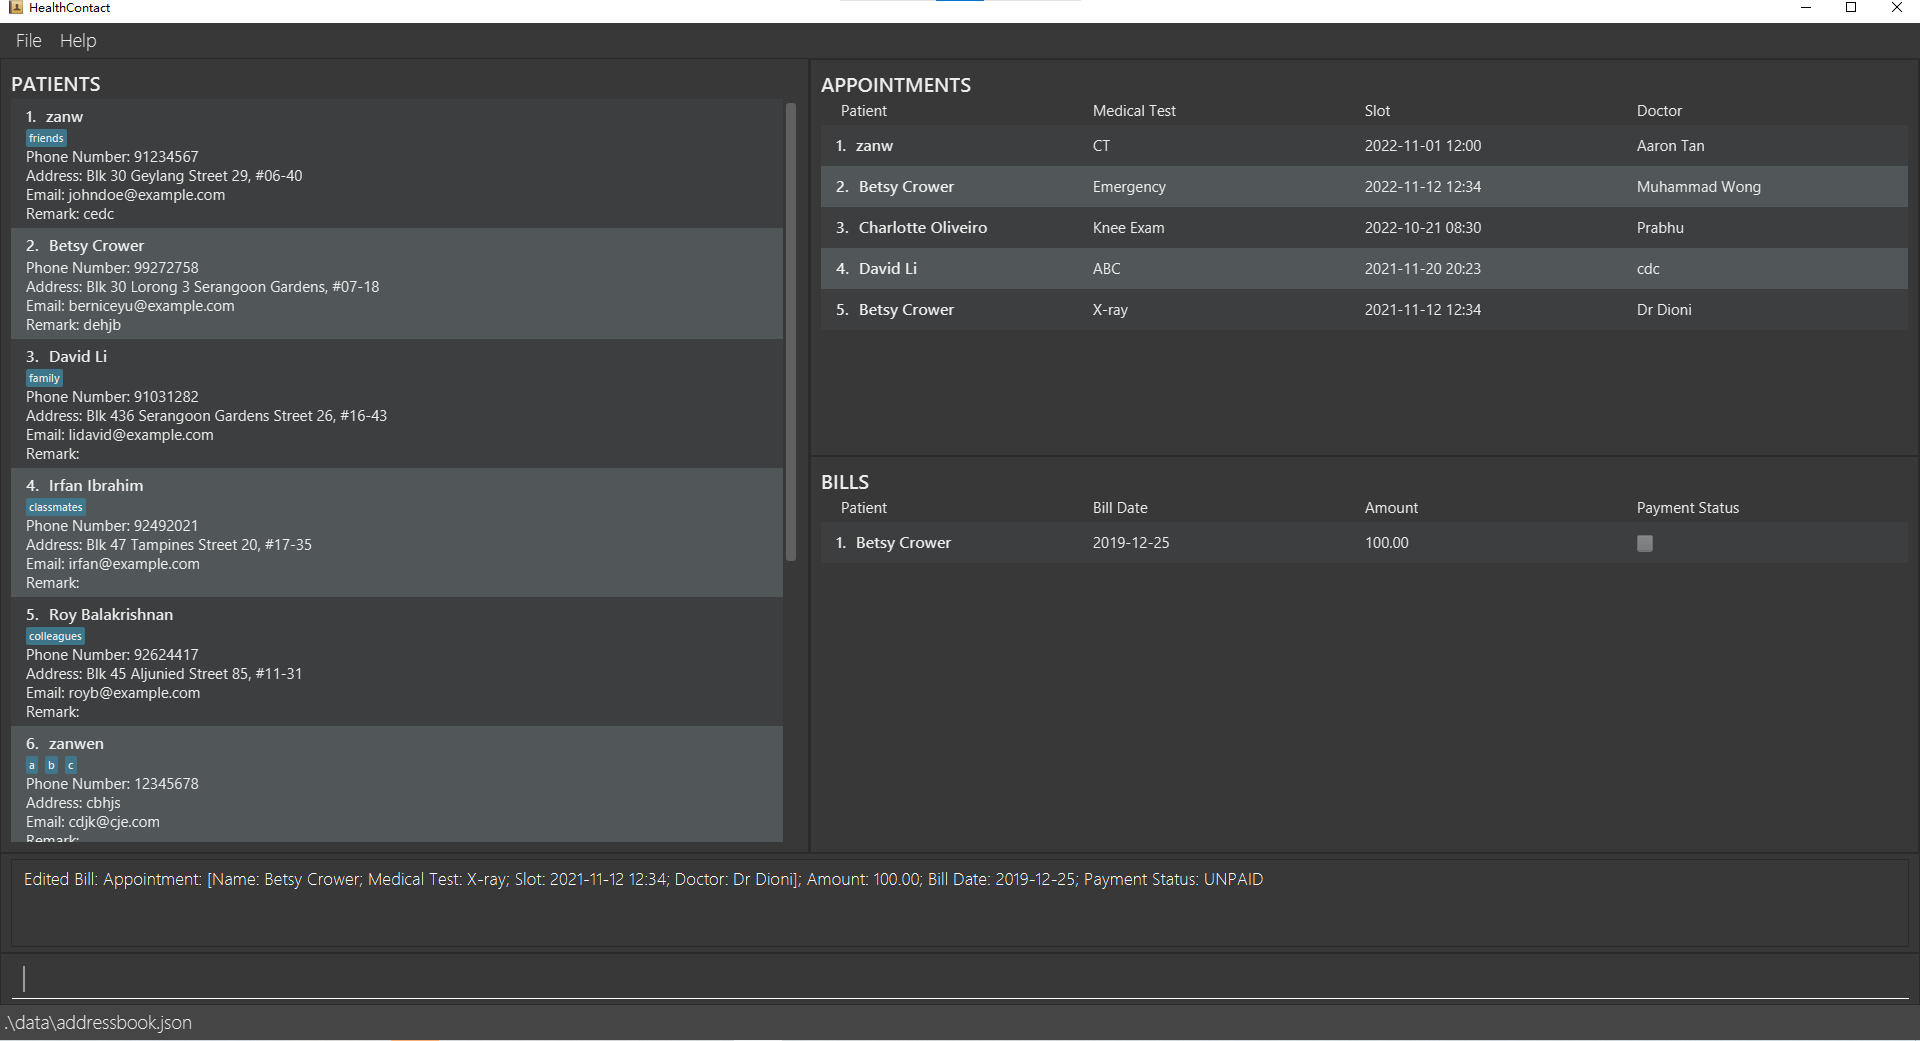 HealthContact
File Help
PATIENTS
1. zanw
friends
Phone Number: 91234567
Address: Blk 30 Geylang Street 29, #06-40
Email: johndoe@example.com
Remark: cedc
2. Betsy Crower
Phone Number: 99272758
Address: Blk 30 Lorong 3 Serangoon Gardens, #07-18
Email: berniceyu@example.com
Remark: dehjb
3. David Li
family
Phone Number: 91031282
Address: Blk 436 Serangoon Gardens Street 26, #16-43
Email: lidavid@example.com
Remark:
4. Irfan Ibrahim
classmates
Phone Number: 92492021
Address: Blk 47 Tampines Street 20, #17-35
Email: irfan@example.com
Remark:
5. Roy Balakrishnan
colleagues
Phone Number: 92624417
Address: Blk 45 Aljunied Street 85, #11-31
Email: royb@example.com
Remark:
6. zanwen
a b c
Phone Number: 12345678
Address: cbhjs
Email: cdjk@cje.com
Remark:
APPOINTMENTS
Patient Medical Test Slot Doctor
1. zanw CT 2022-11-01 12:00 Aaron Tan
2. Betsy Crower Emergency 2022-11-12 12:34 Muhammad Wong
3. Charlotte Oliveiro Knee Exam 2022-10-21 08:30 Prabhu
4. David Li ABC 2021-11-20 20:23 cdc
5. Betsy Crower X-ray 2021-11-12 12:34 Dr Dioni
BILLS
Patient Bill Date Amount Payment Status
1. Betsy Crower 2019-12-25 100.00
Edited Bill: Appointment: [Name: Betsy Crower; Medical Test: X-ray; Slot: 2021-11-12 12:34; Doctor: Dr Dioni]; Amount: 100.00; Bill Date: 2019-12-25; Payment Status: UNPAID
.\data\addressbook.json